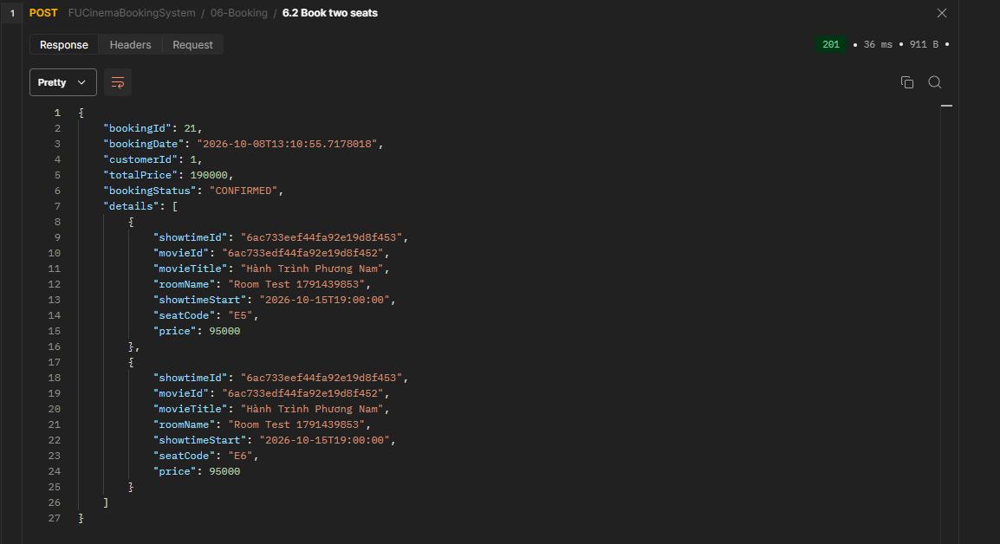 1 POST FUCinemaBookingSystem / 06-Booking / 6.2 Book two seats
Response Headers Request 201 • 36 ms • 911 B •
Pretty
1 {
2 "bookingId": 21,
3 "bookingDate": "2026-10-08T13:10:55.7178018",
4 "customerId": 1,
5 "totalPrice": 190000,
6 "bookingStatus": "CONFIRMED",
7 "details": [
8 {
9 "showtimeId": "6ac733eef44fa92e19d8f453",
10 "movieId": "6ac733edf44fa92e19d8f452",
11 "movieTitle": "Hành Trình Phương Nam",
12 "roomName": "Room Test 1791439853",
13 "showtimeStart": "2026-10-15T19:00:00",
14 "seatCode": "E5",
15 "price": 95000
16 },
17 {
18 "showtimeId": "6ac733eef44fa92e19d8f453",
19 "movieId": "6ac733edf44fa92e19d8f452",
20 "movieTitle": "Hành Trình Phương Nam",
21 "roomName": "Room Test 1791439853",
22 "showtimeStart": "2026-10-15T19:00:00",
23 "seatCode": "E6",
24 "price": 95000
25 }
26 ]
27 }